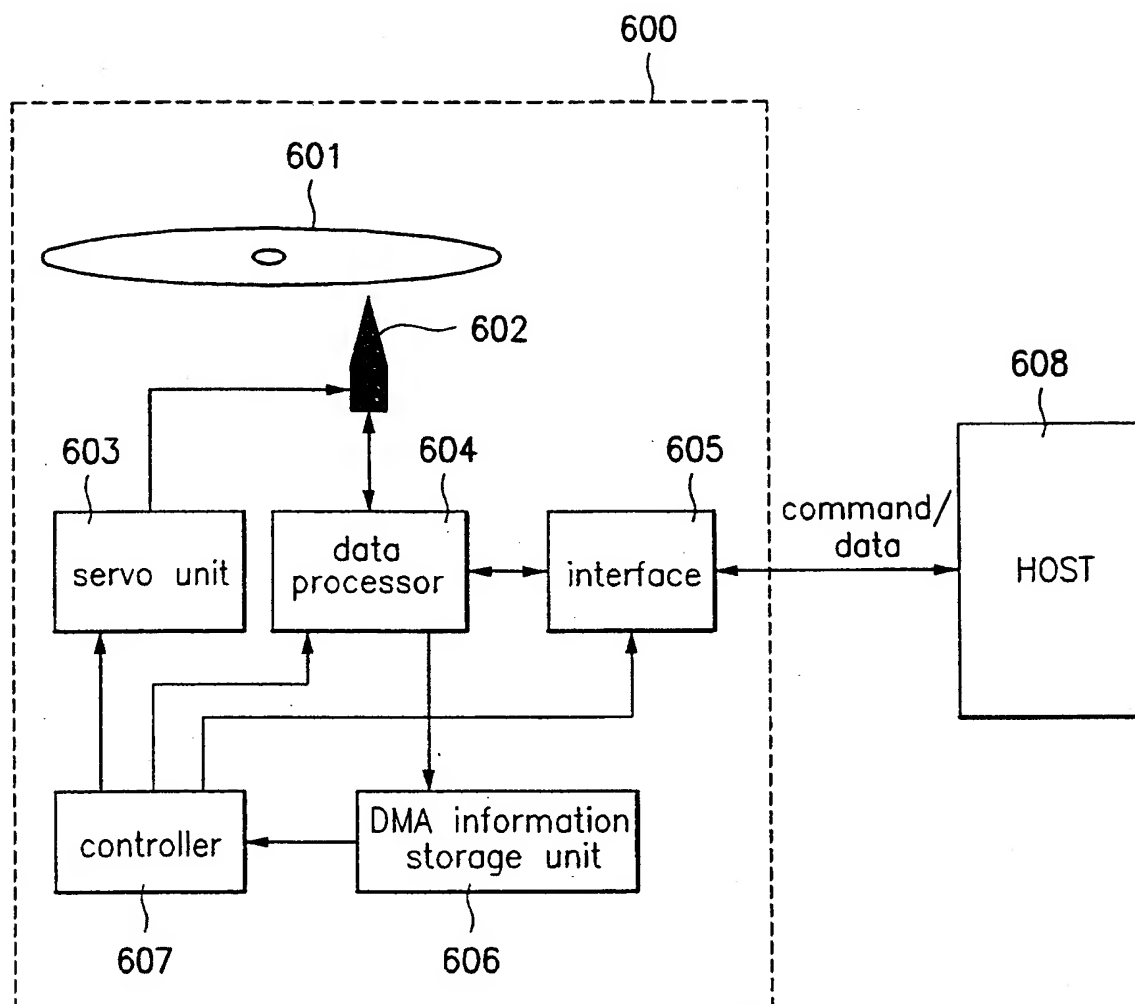 600
601
602
608
603
604
605
command/
data
servo unit
data
processor
interface
HOST
controller
DMA information
storage unit
607
606